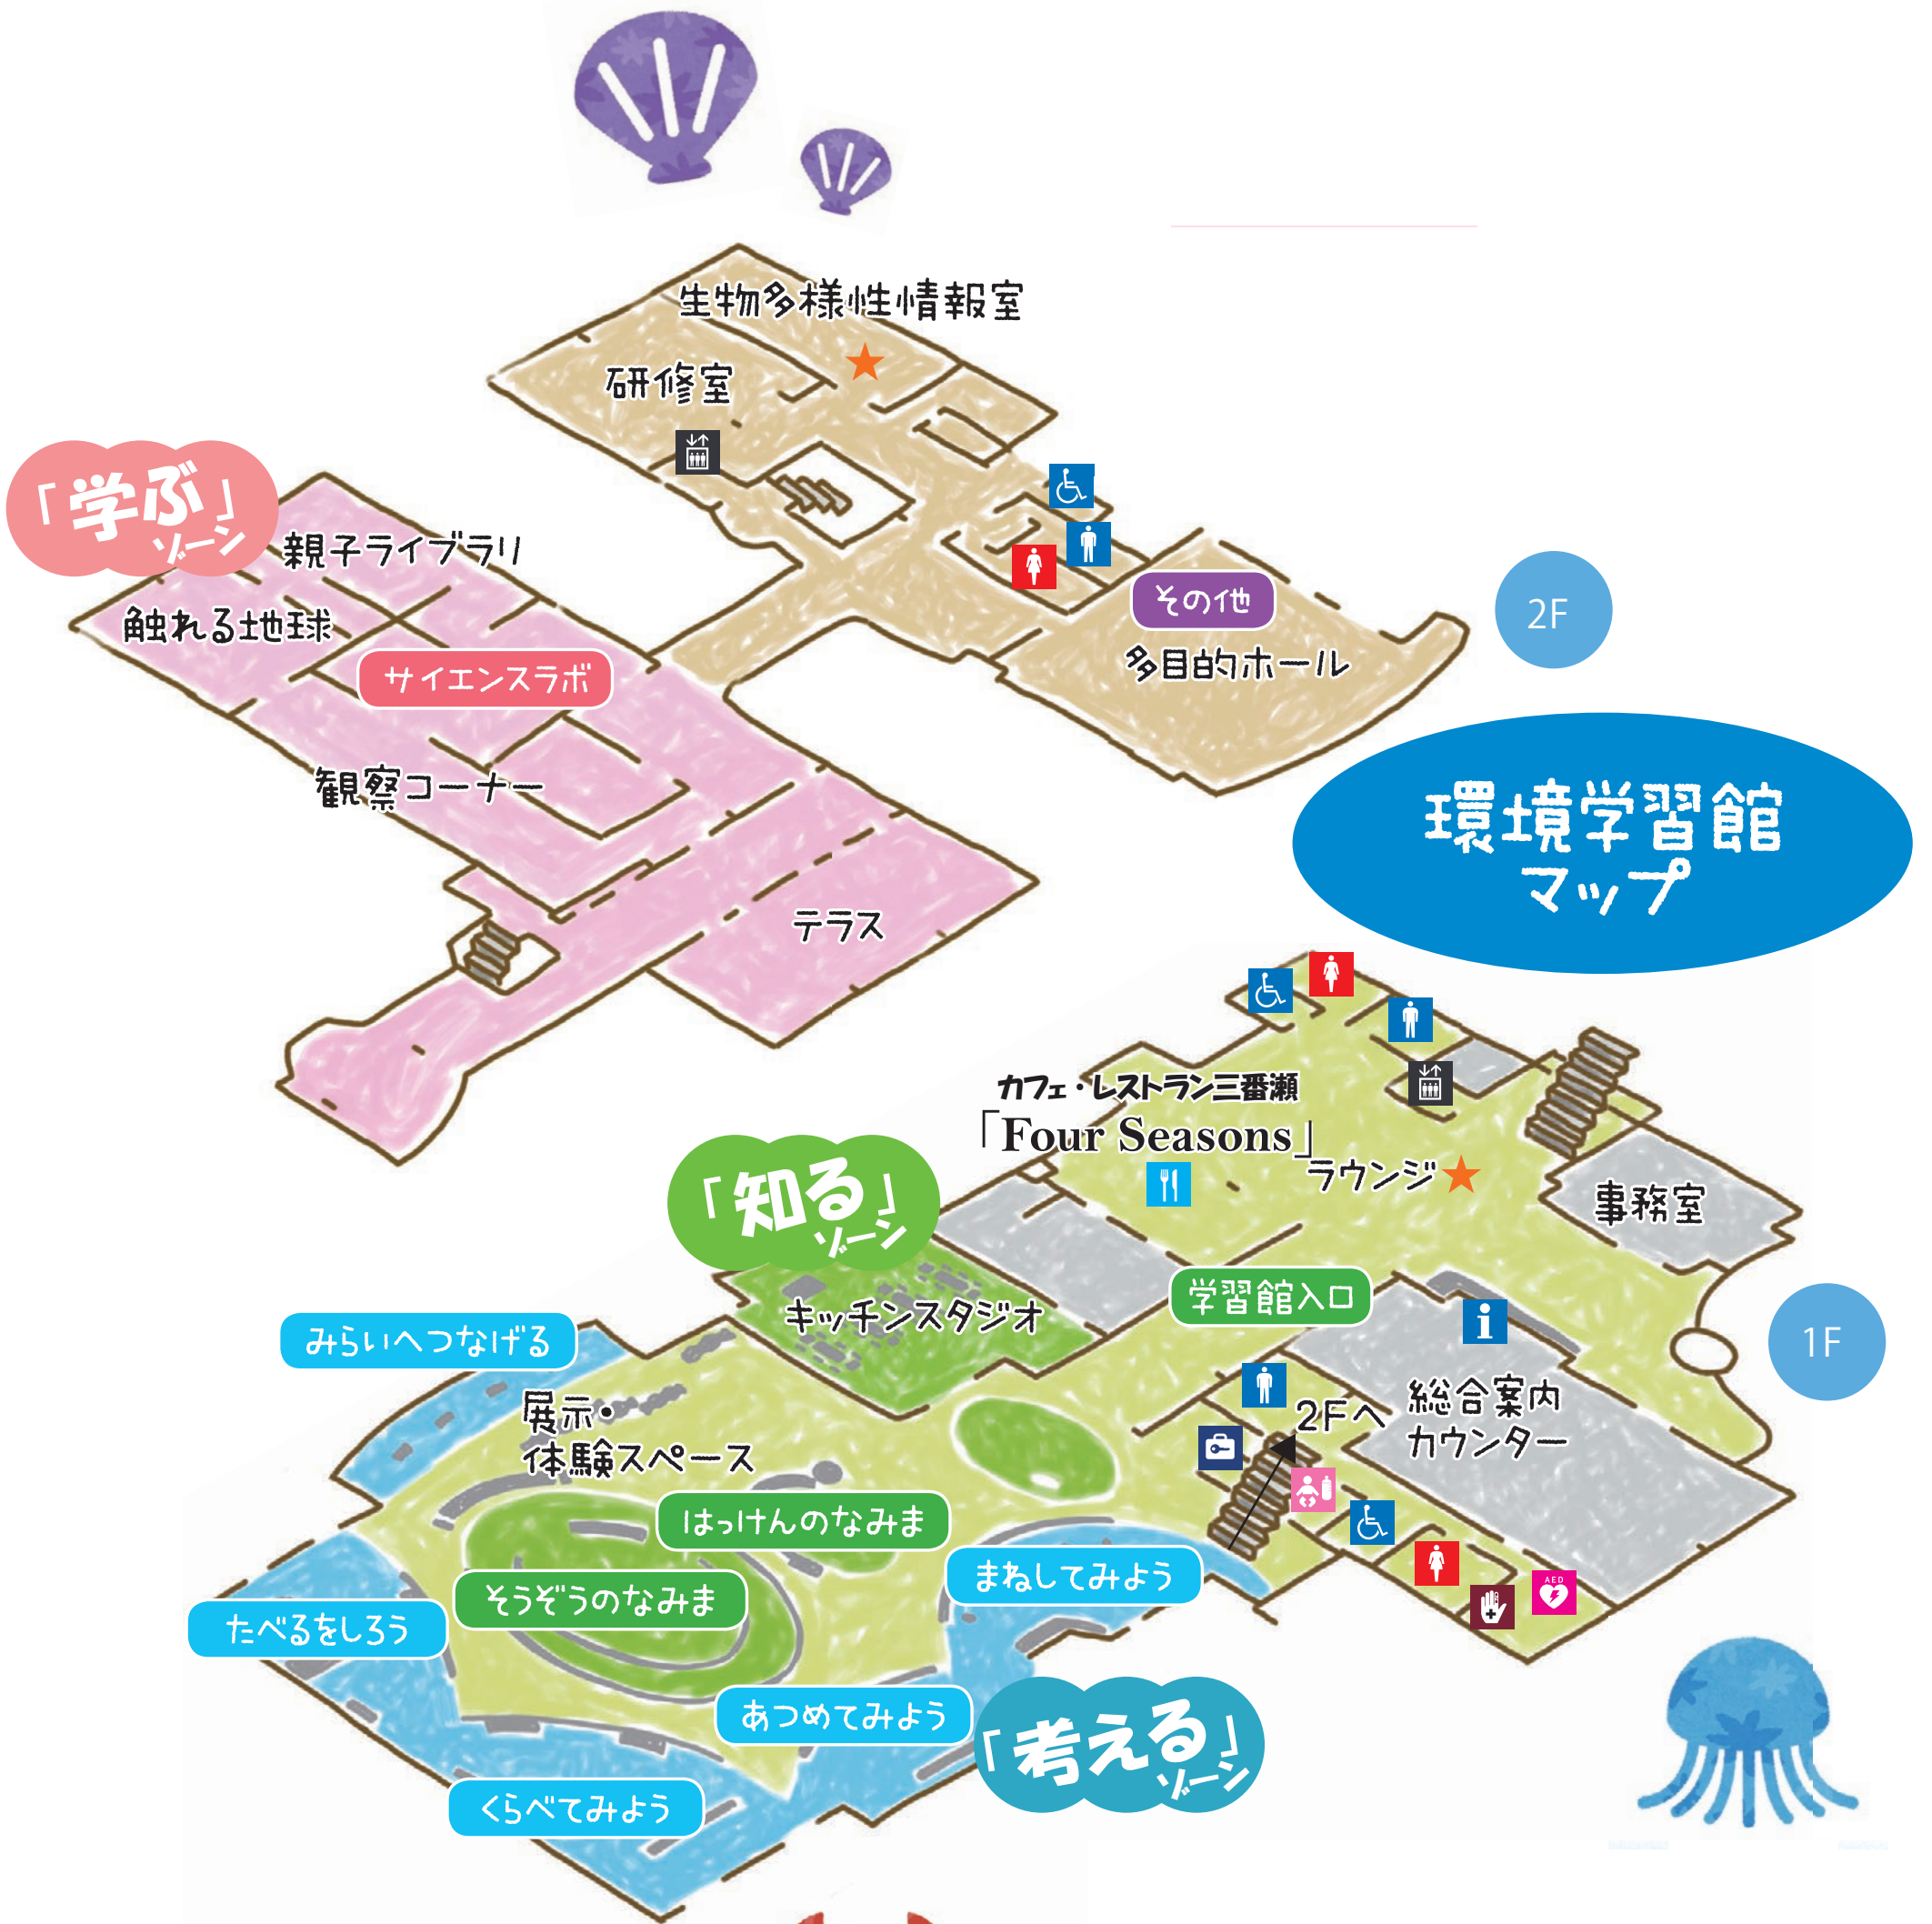 生物多様性情報室
研修室
「学ぶ」
ゾーン
親子ライブラリ
触れる地球
サイエンスラボ
その他
多目的ホール
2F
観察コーナー
テラス
環境学習館
マップ
カフェ・レストラン三番瀬
「Four Seasons」
ラウンジ
事務室
「知る」
ゾーン
キッチンスタジオ
学習館入口
1F
みらいへつなげる
展示・
体験スペース
2Fへ
総合案内
カウンター
はっけんのなみま
そうぞうのなみま
まねしてみよう
たべるをしろう
AED
あつめてみよう
「考える」
ゾーン
くらべてみよう